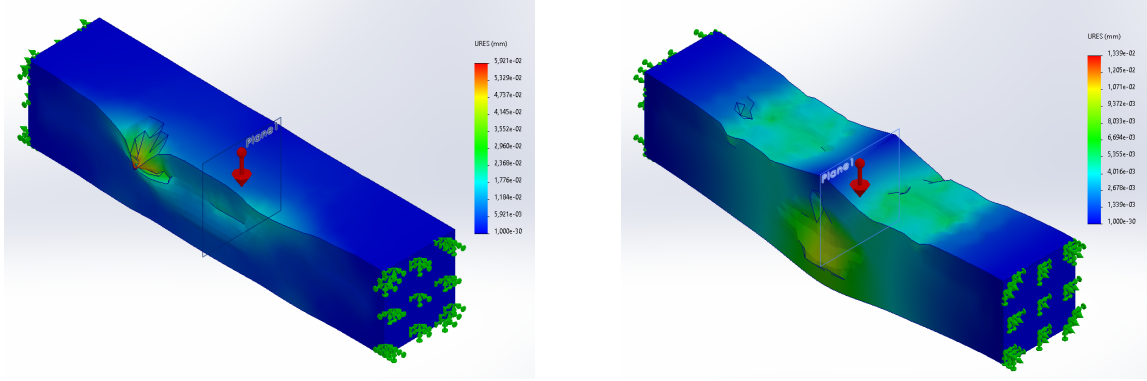 URES (mm)
5,921e-02
5,329e-02
4,737e-02
4,145e-02
3,552e-02
2,960e-02
2,368e-02
1,776e-02
1,184e-02
5,921e-03
1,000e-30
Plane1
URES (mm)
1,339e-02
1,205e-02
1,071e-02
9,372e-03
8,033e-03
6,694e-03
5,355e-03
4,016e-03
2,678e-03
1,339e-03
1,000e-30
Plane1